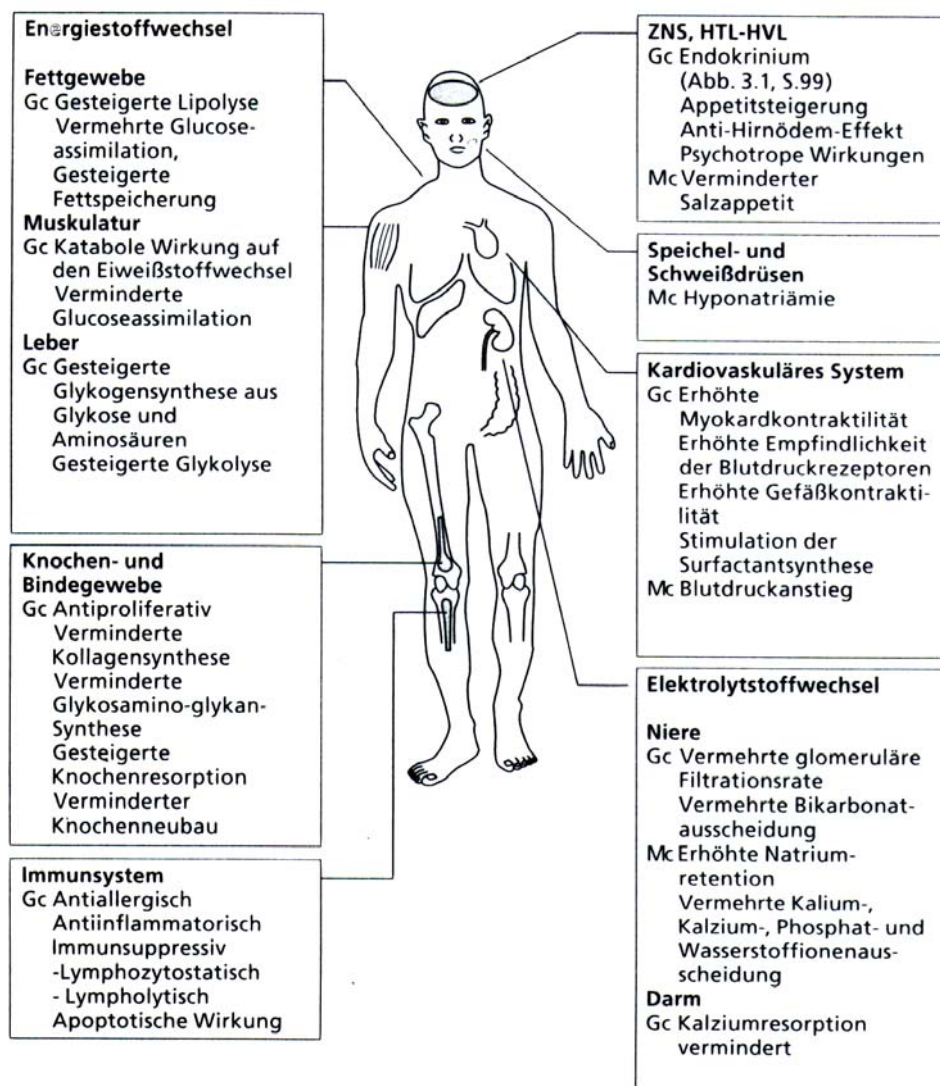 Energiestoffwechsel
Fettgewebe
Gc Gesteigerte Lipolyse
Vermehrte Glucose-
assimilation,
Gesteigerte
Fettspeicherung
Muskulatur
Gc Katabole Wirkung auf
den Eiweißstoffwechsel
Verminderte
Glucoseassimilation
Leber
Gc Gesteigerte
Glykogensynthese aus
Glykose und
Aminosäuren
Gesteigerte Glykolyse
Knochen- und
Bindegewebe
Gc Antiproliferativ
Verminderte
Kollagensynthese
Verminderte
Glykosamino-glykan-
Synthese
Gesteigerte
Knochenresorption
Verminderter
Knochenneubau
Immunsystem
Gc Antiallergisch
Antiinflammatorisch
Immunsuppressiv
-Lymphozytostatisch
- Lympholytisch
Apoptotische Wirkung
ZNS, HTL-HVL
Gc Endokrinium
(Abb. 3.1, S.99)
Appetitsteigerung
Anti-Hirnödem-Effekt
Psychotrope Wirkungen
Mc Verminderter
Salzappetit
Speichel- und
Schweißdrüsen
Mc Hyponatriämie
Kardiovaskuläres System
Gc Erhöhte
Myokardkontraktilität
Erhöhte Empfindlichkeit
der Blutdruckrezeptoren
Erhöhte Gefäßkontrakti-
lität
Stimulation der
Surfactantsynthese
Mc Blutdruckanstieg
Elektrolytstoffwechsel
Niere
Gc Vermehrte glomeruläre
Filtrationsrate
Vermehrte Bikarbonat-
ausscheidung
Mc Erhöhte Natrium-
retention
Vermehrte Kalium-,
Kalzium-, Phosphat- und
Wasserstoffionenaus-
scheidung
Darm
Gc Kalziumresorption
vermindert